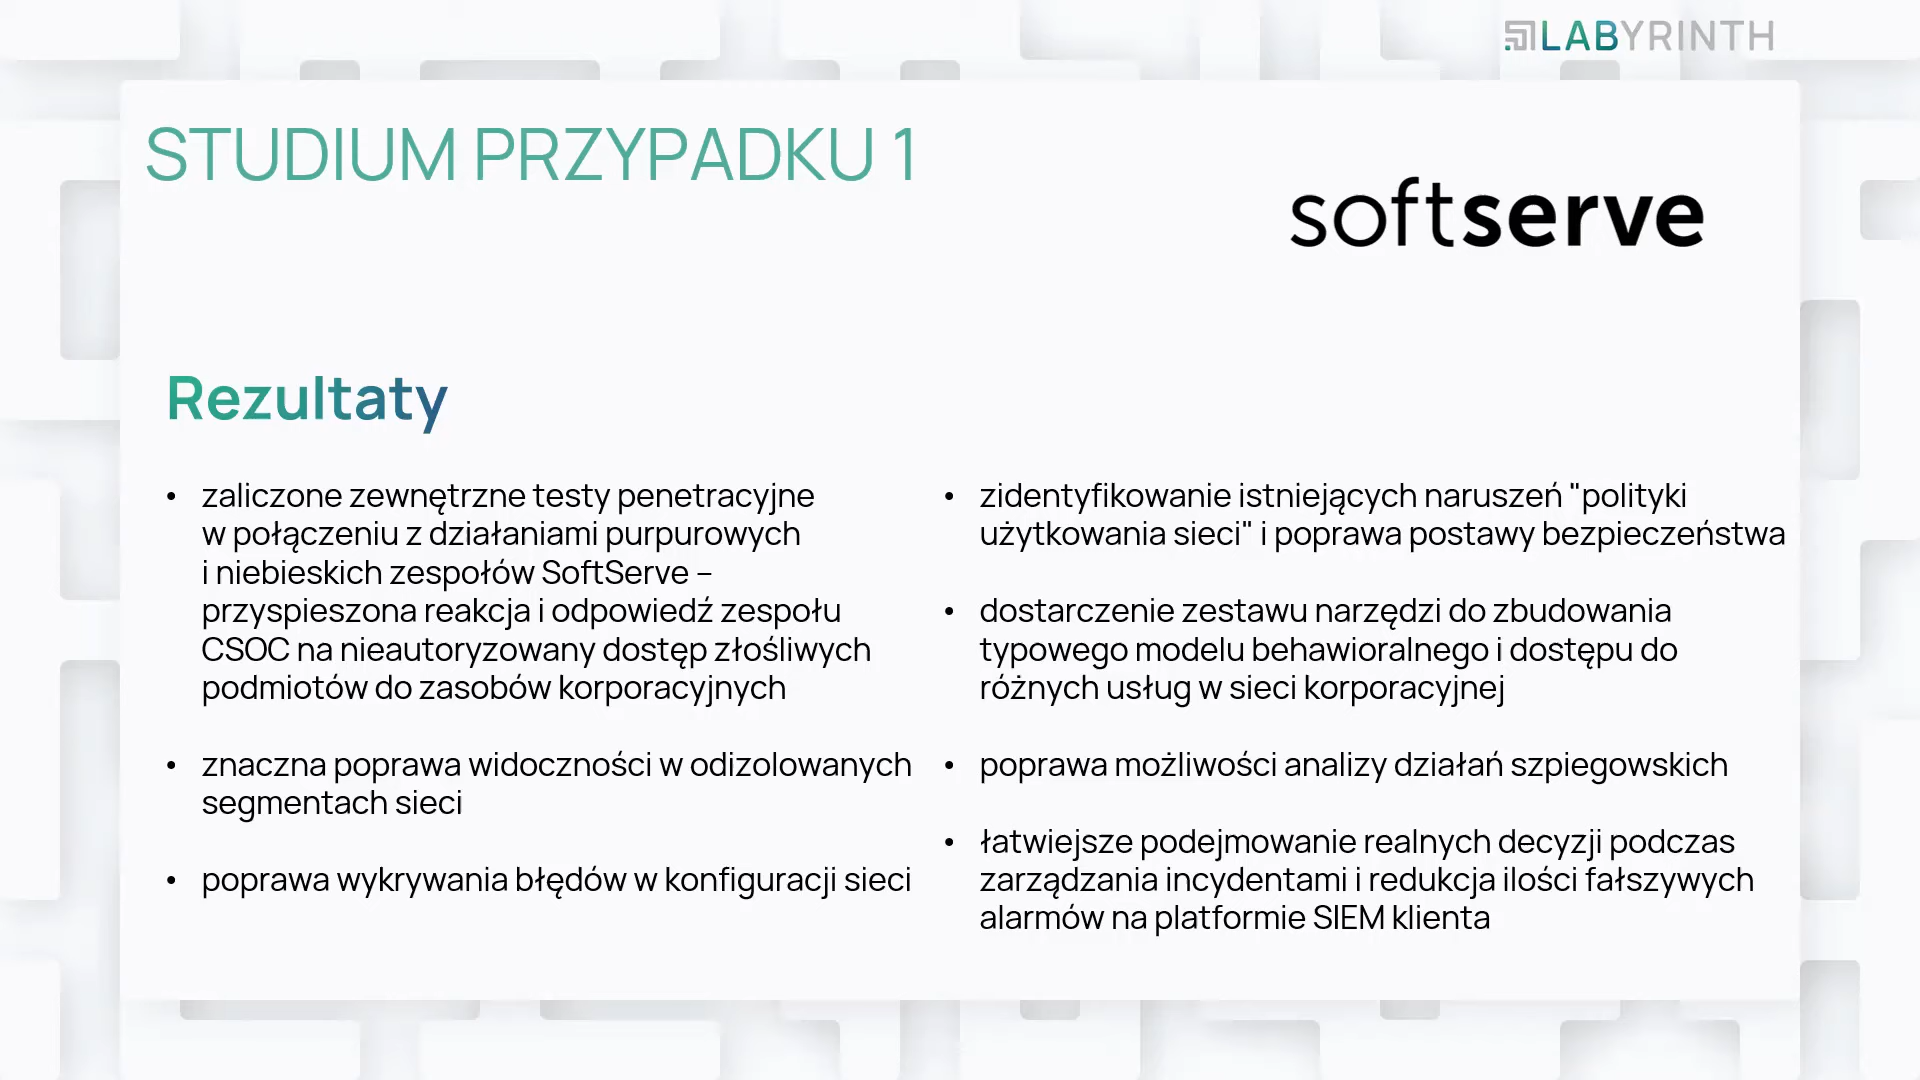 LABYRINTH
STUDIUM PRZYPADKU 1
softserve
Rezultaty
• zaliczone zewnętrzne testy penetracyjne
w połączeniu z działaniami purpurowych
i niebieskich zespołów SoftServe –
przyspieszona reakcja i odpowiedź zespołu
CSOC na nieautoryzowany dostęp złośliwych
podmiotów do zasobów korporacyjnych
• znaczna poprawa widoczności w odizolowanych
segmentach sieci
• poprawa wykrywania błędów w konfiguracji sieci
• zidentyfikowanie istniejących naruszeń "polityki
użytkowania sieci" i poprawa postawy bezpieczeństwa
• dostarczenie zestawu narzędzi do zbudowania
typowego modelu behawioralnego i dostępu do
różnych usług w sieci korporacyjnej
• poprawa możliwości analizy działań szpiegowskich
• łatwiejsze podejmowanie realnych decyzji podczas
zarządzania incydentami i redukcja ilości fałszywych
alarmów na platformie SIEM klienta